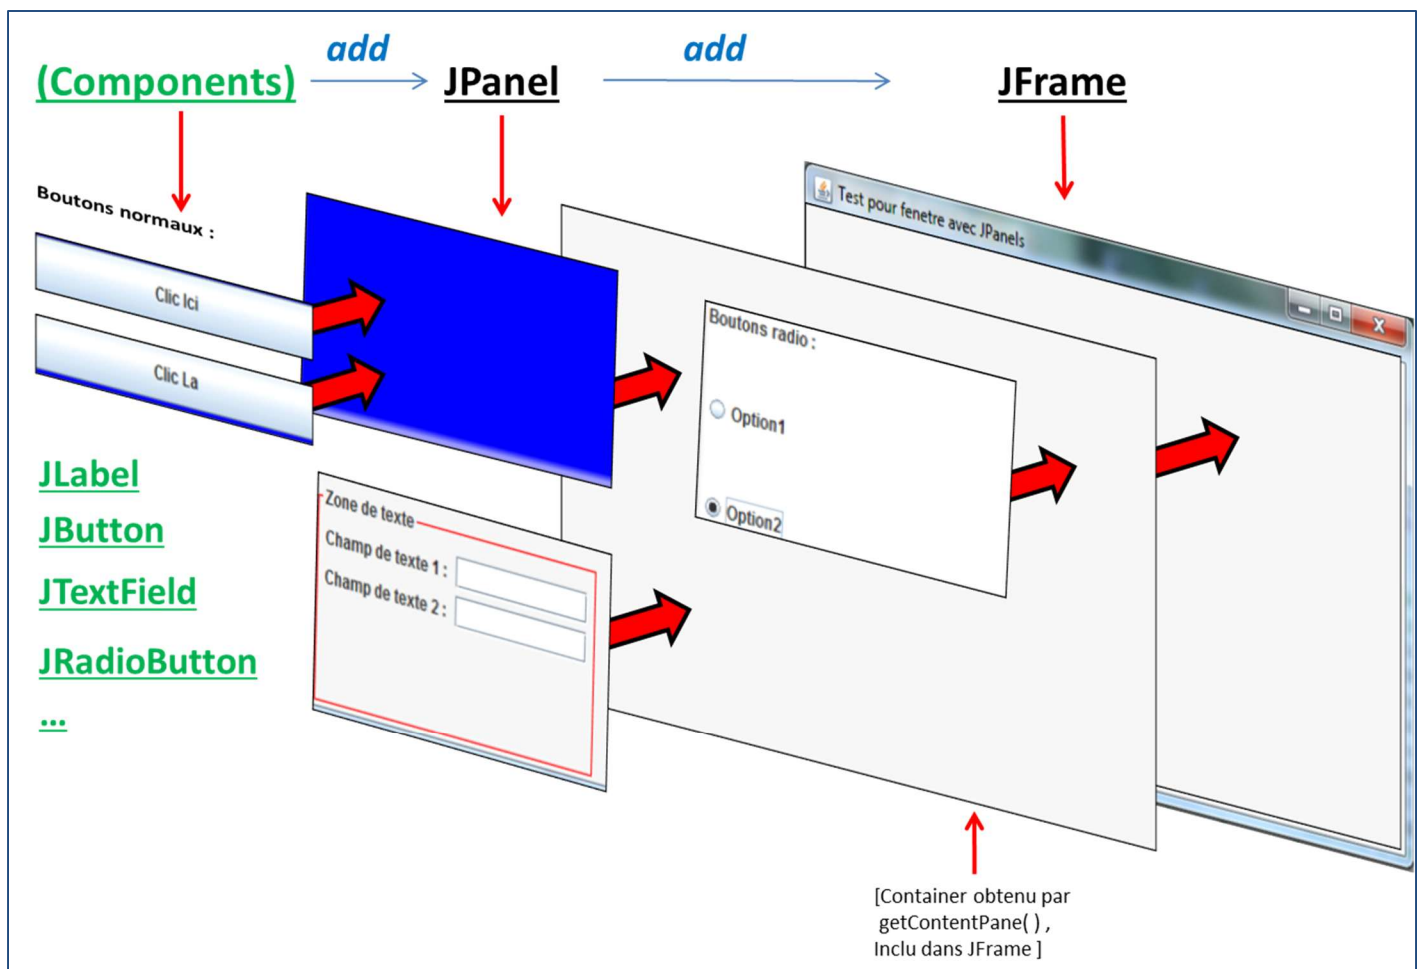 add
add
(Components)
JPanel
JFrame
Boutons normaux :
Clic Ici
Clic La
Test pour fenetre avec JPanels
Boutons radio :
Option1
Option2
JLabel
JButton
JTextField
JRadioButton
...
Zone de texte
Champ de texte 1 :
Champ de texte 2 :
[Container obtenu par
getContentPane( ) ,
Inclu dans JFrame ]